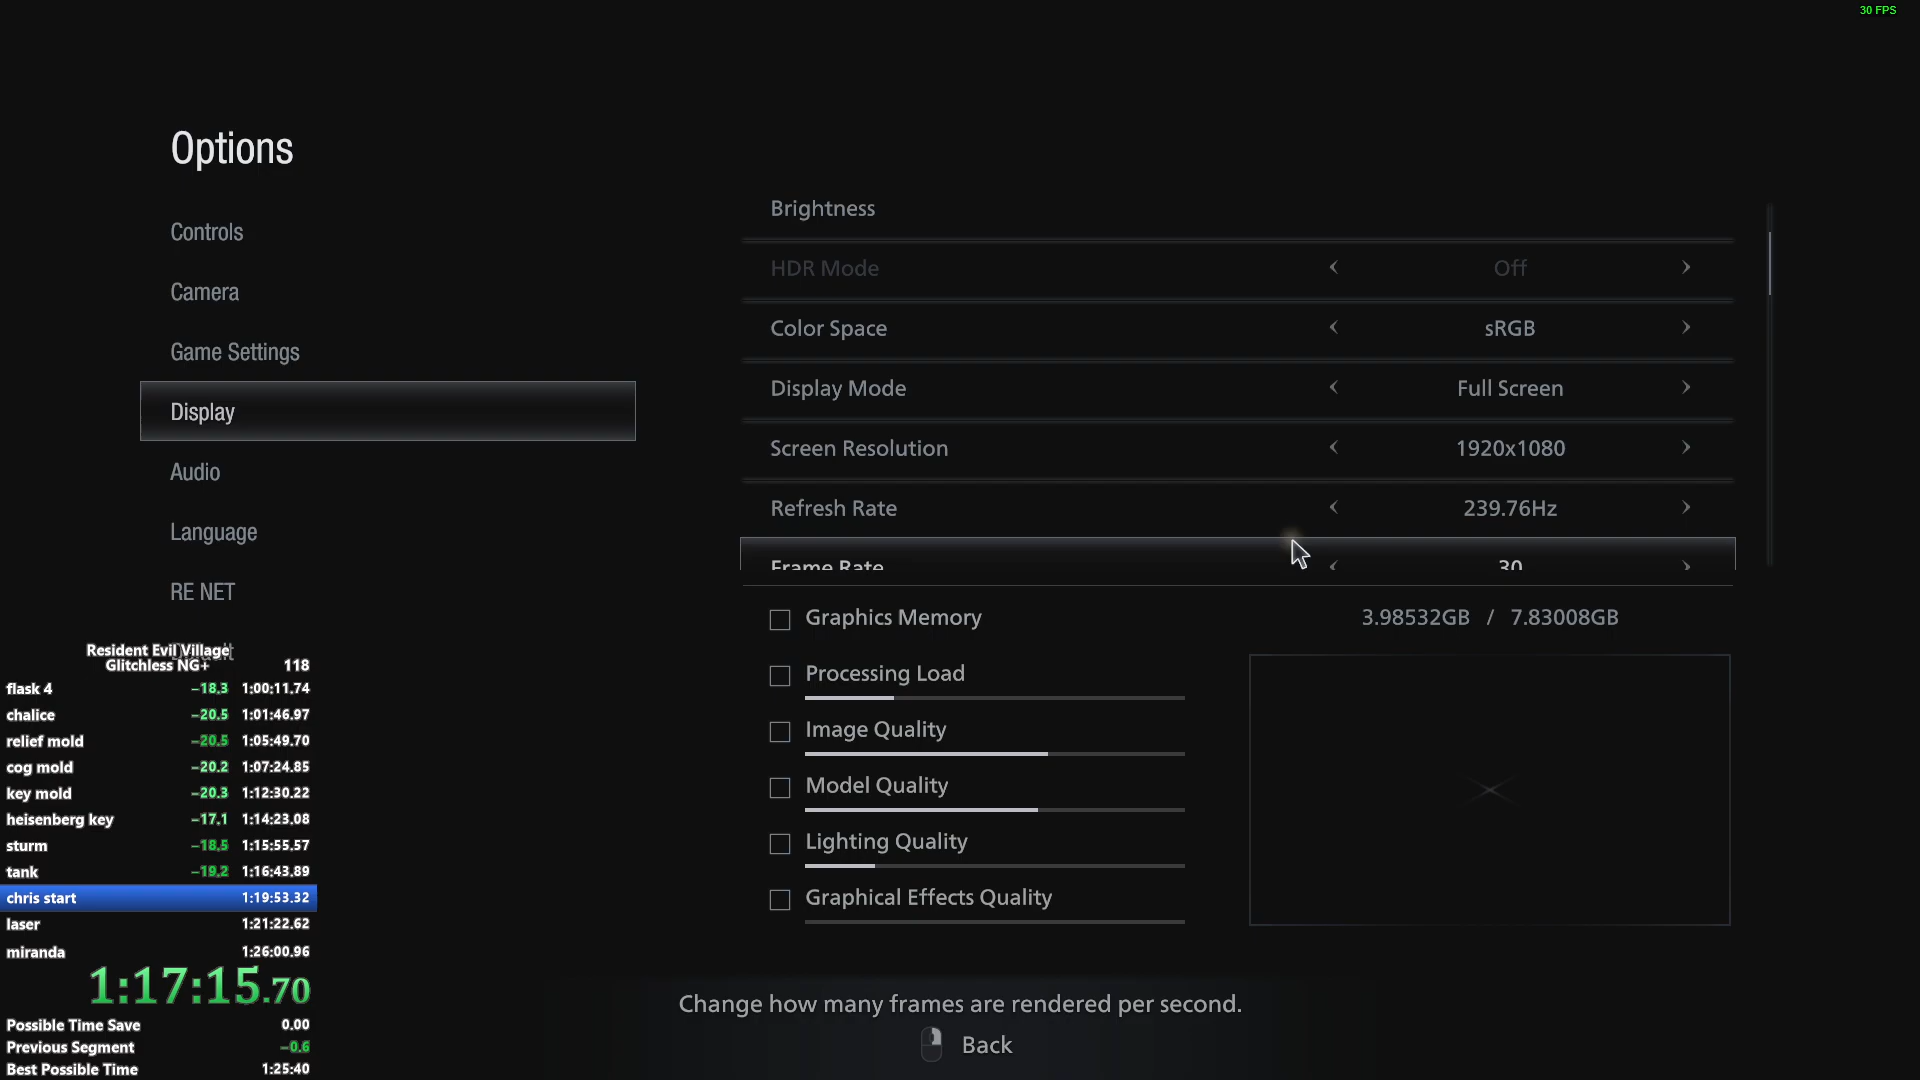 30 FPS
Options
Controls
Camera
Game Settings
Display
Audio
Language
RE NET
Brightness
HDR Mode Off
Color Space sRGB
Display Mode Full Screen
Screen Resolution 1920x1080
Refresh Rate 239.76Hz
Frame Rate 30
Graphics Memory 3.98532GB / 7.83008GB
Processing Load
Image Quality
Model Quality
Lighting Quality
Graphical Effects Quality
Change how many frames are rendered per second.
Back
Resident Evil Village
Glitchless NG+ 118
flask 4 −18.3 1:00:11.74
chalice −20.5 1:01:46.97
relief mold −20.5 1:05:49.70
cog mold −20.2 1:07:24.85
key mold −20.3 1:12:30.22
heisenberg key −17.1 1:14:23.08
sturm −18.5 1:15:55.57
tank −19.2 1:16:43.89
chris start 1:19:53.32
laser 1:21:22.62
miranda 1:26:00.96
1:17:15.70
Possible Time Save 0.00
Previous Segment −0.6
Best Possible Time 1:25:40